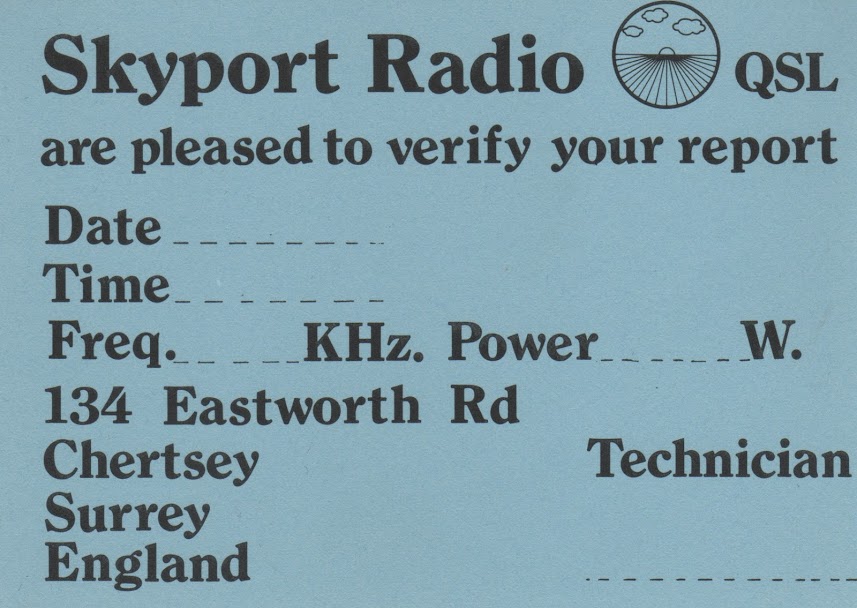 Skyport Radio QSL
are pleased to verify your report
Date
Time
Freq. KHz. Power W.
134 Eastworth Rd
Chertsey Technician
Surrey
England